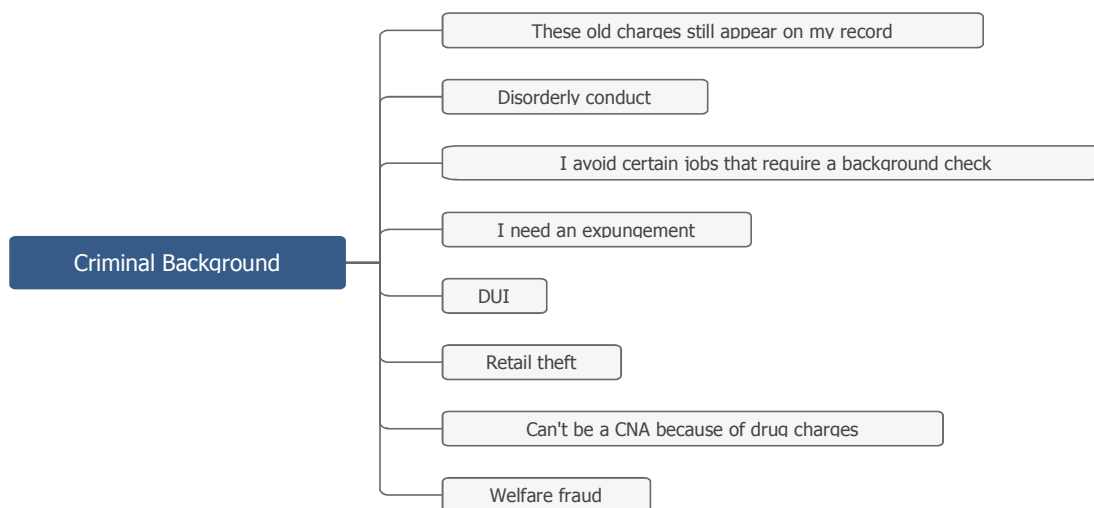 These old charges still appear on my record
Disorderly conduct
I avoid certain jobs that require a background check
I need an expungement
Criminal Background
DUI
Retail theft
Can't be a CNA because of drug charges
Welfare fraud